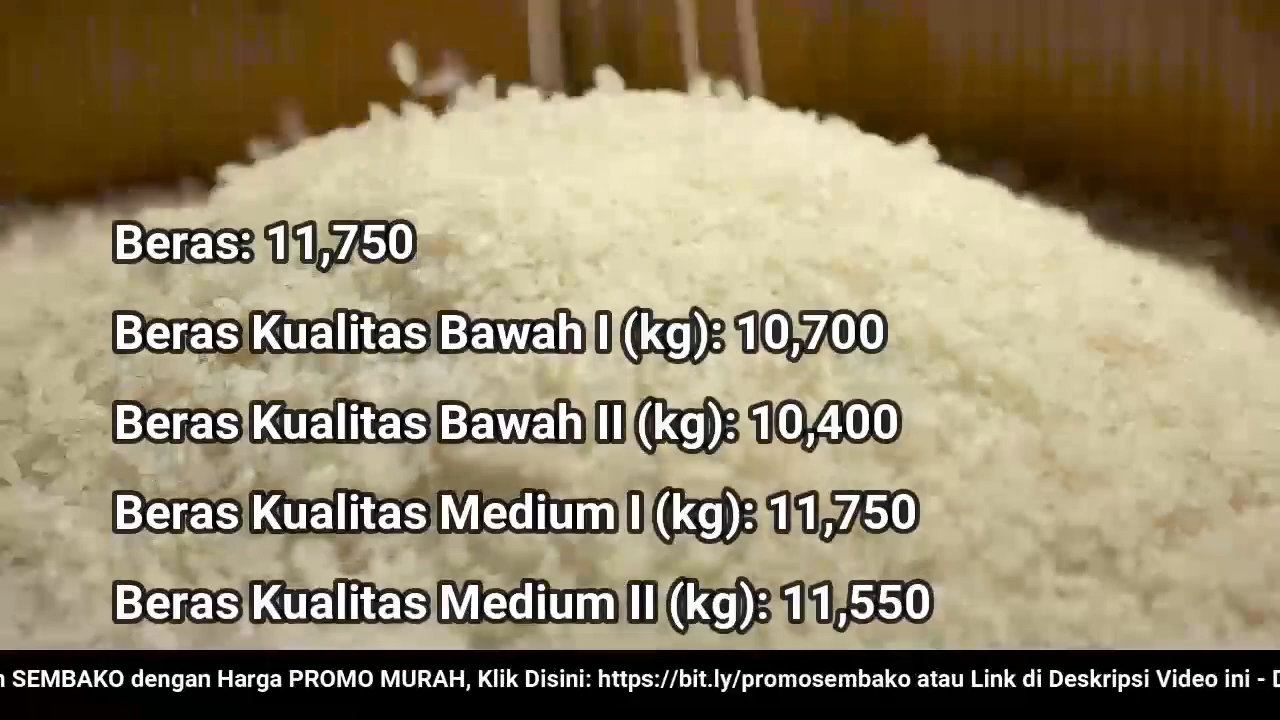 Beras: 11,750
Beras Kualitas Bawah I (kg): 10,700
Beras Kualitas Bawah II (kg): 10,400
Beras Kualitas Medium I (kg): 11,750
Beras Kualitas Medium II (kg): 11,550
SEMBAKO dengan Harga PROMO MURAH, Klik Disini: https://bit.ly/promosembako atau Link di Deskripsi Video ini -